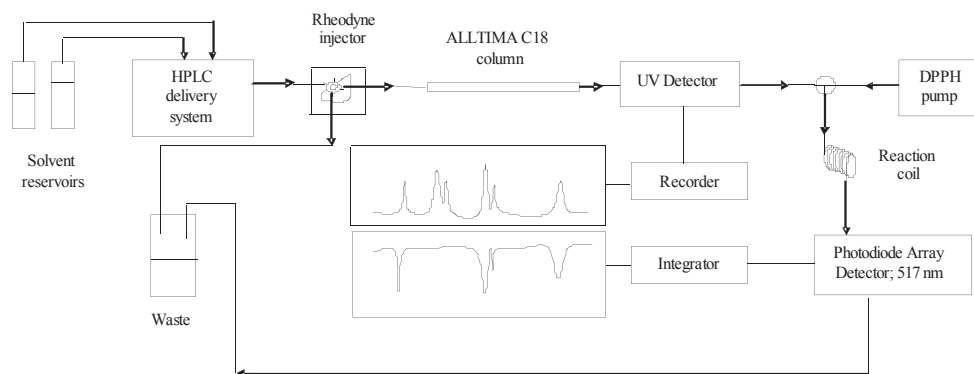 Rheodyne
injector
ALLTIMA C18
column
HPLC
delivery
system
UV Detector
DPPH
pump
Solvent
reservoirs
Reaction
coil
Recorder
Integrator
Photodiode Array
Detector; 517 nm
Waste